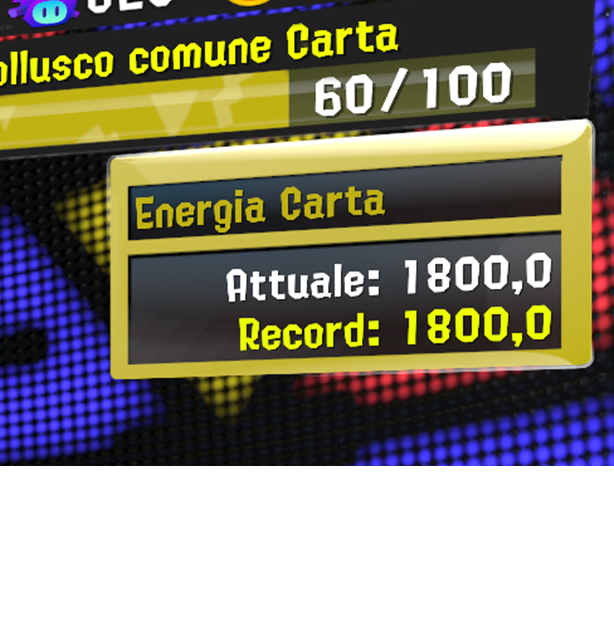 ollusco comune Carta
60/100
Energia Carta
Attuale: 1800,0
Record: 1800,0